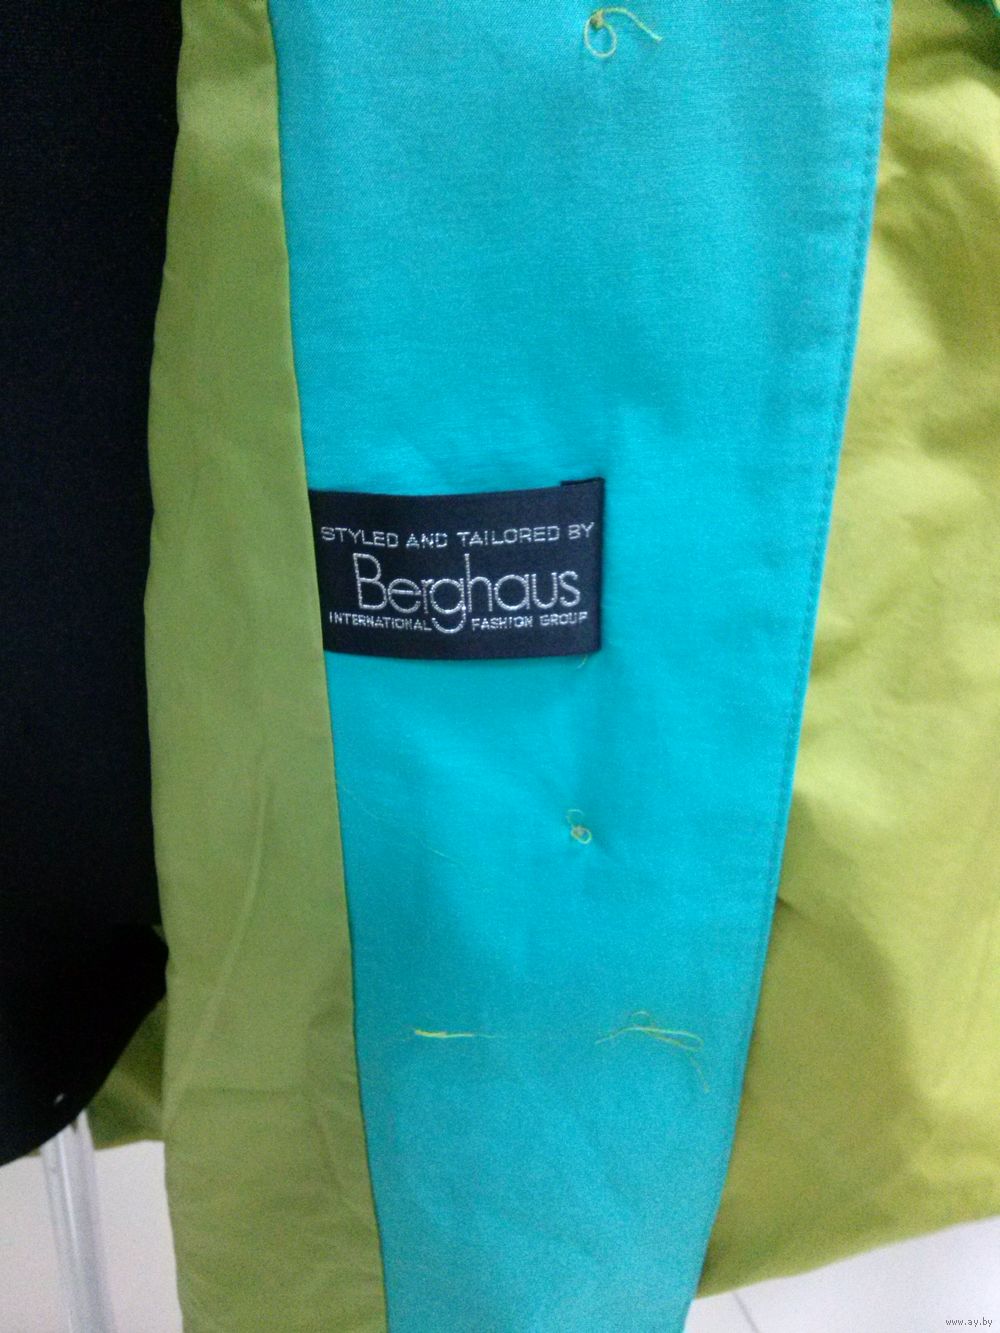 STYLED AND TAILORED BY
Berghaus
INTERNATIONAL FASHION GROUP
www.ay.by